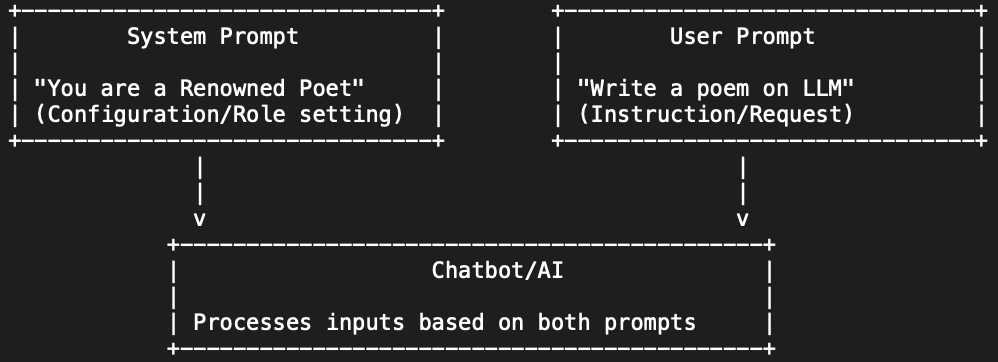 System Prompt
"You are a Renowned Poet"
(Configuration/Role setting)
User Prompt
"Write a poem on LLM"
(Instruction/Request)
Chatbot/AI
Processes inputs based on both prompts